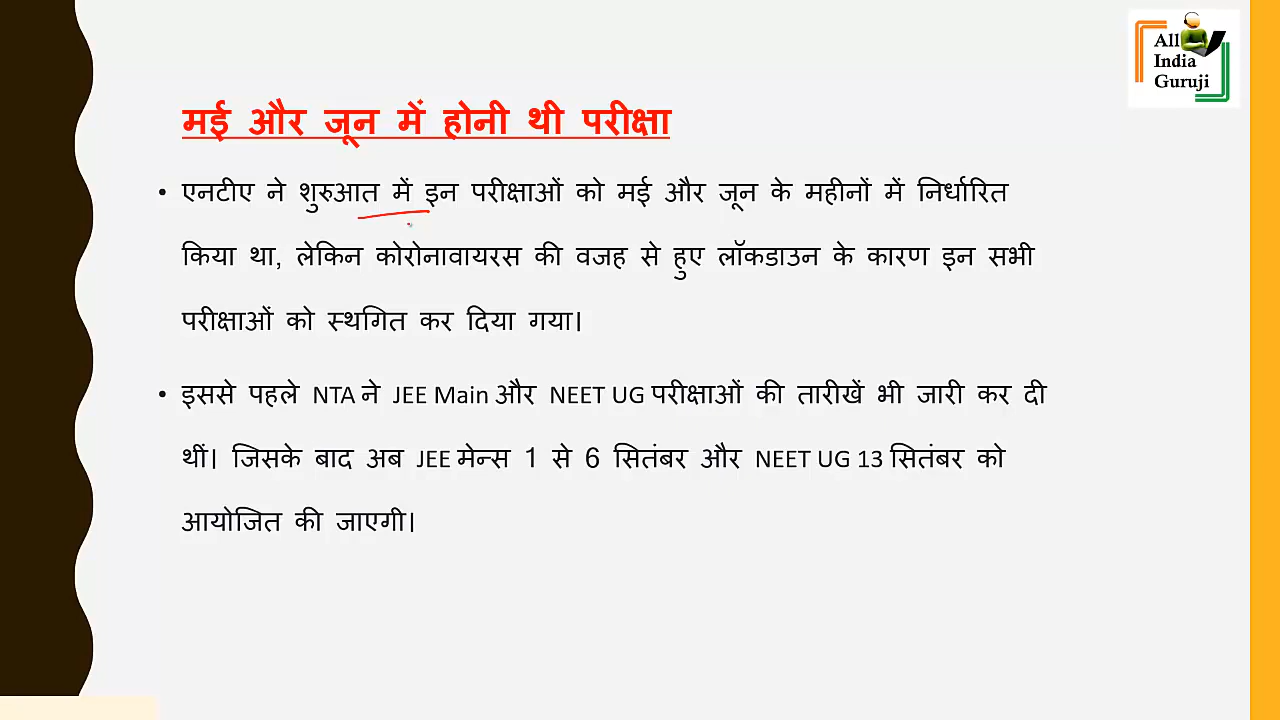 All
India
Guruji
मई और जून में होनी थी परीक्षा
• एनटीए ने शुरुआत में इन परीक्षाओं को मई और जून के महीनों में निर्धारित
किया था, लेकिन कोरोनावायरस की वजह से हुए लॉकडाउन के कारण इन सभी
परीक्षाओं को स्थगित कर दिया गया।
• इससे पहले NTA ने JEE Main और NEET UG परीक्षाओं की तारीखें भी जारी कर दी
थीं। जिसके बाद अब JEE मेन्स 1 से 6 सितंबर और NEET UG 13 सितंबर को
आयोजित की जाएगी।